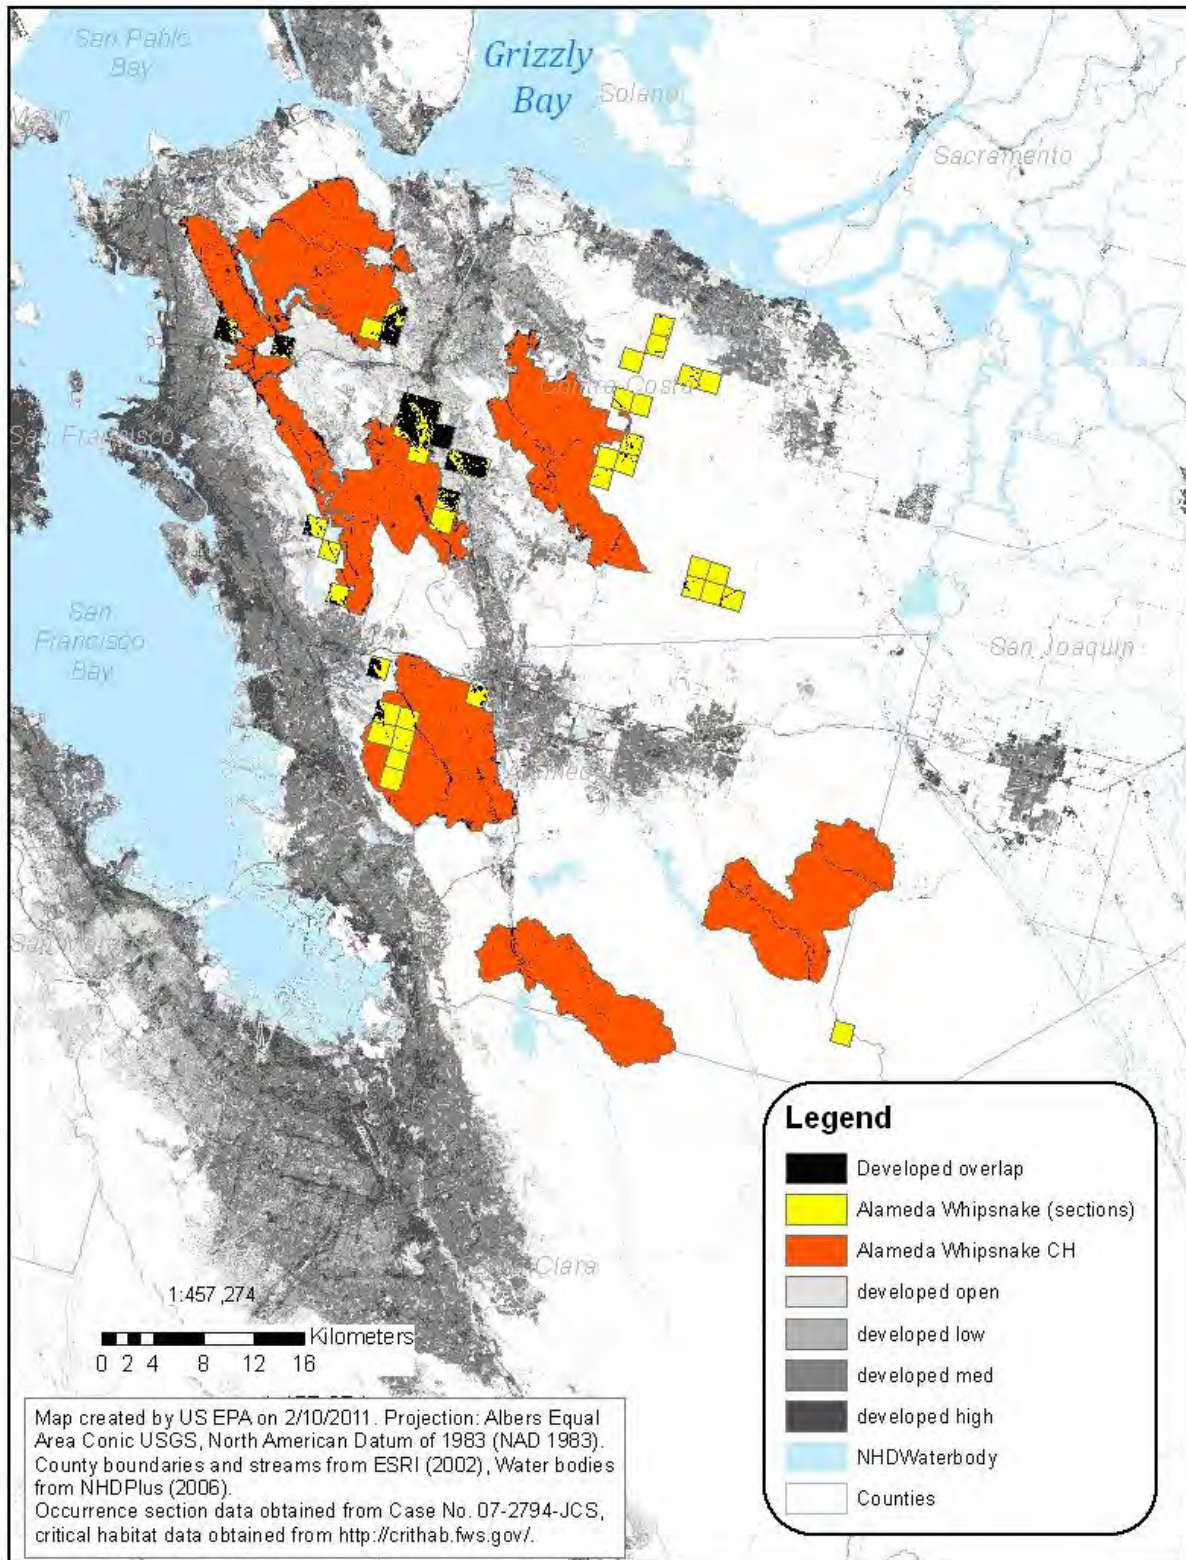 San Pablo
Bay
Grizzly
Bay
Solano
Sacramento
Contra Costa
San Francisco
San
Francisco
Bay
San Joaquin
Clara
1:457,274
Kilometers
0 2 4 8 12 16
Legend
Developed overlap
Alameda Whipsnake (sections)
Alameda Whipsnake CH
developed open
developed low
developed med
developed high
NHDWaterbody
Counties
Map created by US EPA on 2/10/2011. Projection: Albers Equal
Area Conic USGS, North American Datum of 1983 (NAD 1983).
County boundaries and streams from ESRI (2002), Water bodies
from NHDPlus (2006).
Occurrence section data obtained from Case No. 07-2794-JCS,
critical habitat data obtained from http://crithab.fws.gov/.